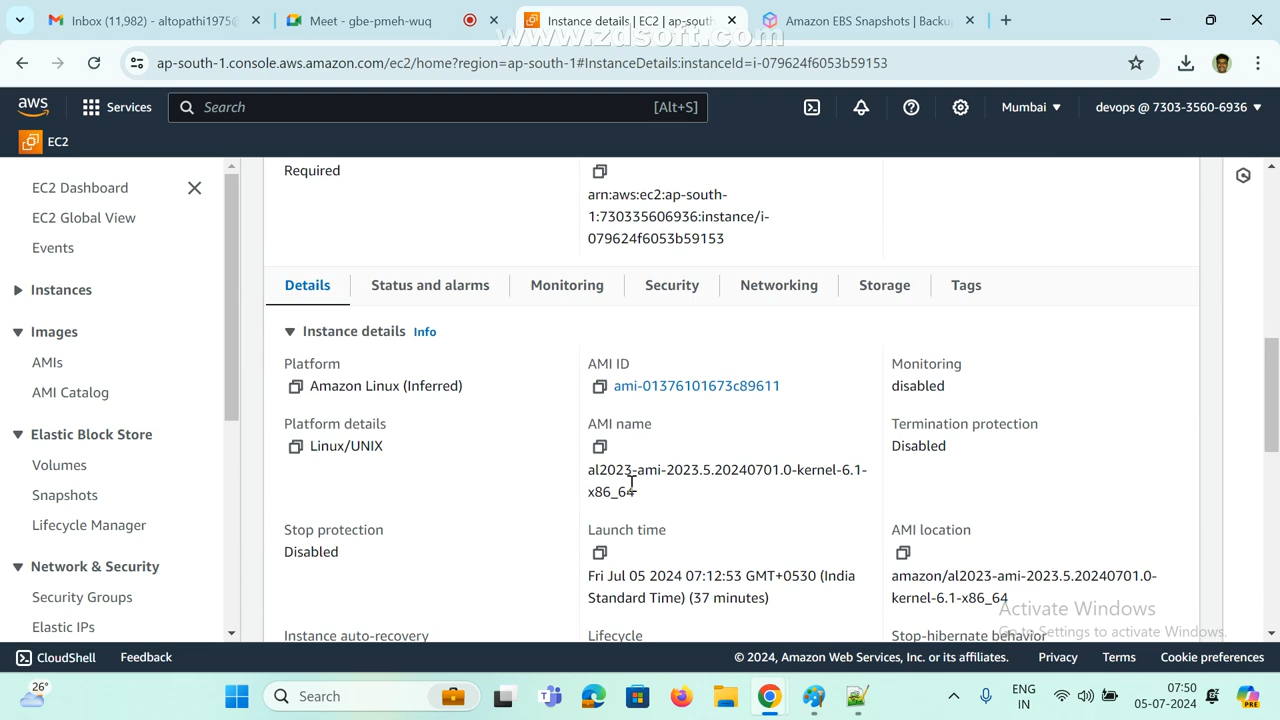 Inbox (11,982) - altopathi1975@
Meet - gbe-pmeh-wuq
Instance details | EC2 | ap-south
Amazon EBS Snapshots | Backu
www.zdsoft.com
ap-south-1.console.aws.amazon.com/ec2/home?region=ap-south-1#InstanceDetails:instanceId=i-079624f6053b59153
aws
Services
Search
[Alt+S]
Mumbai
devops @ 7303-3560-6936
EC2
EC2 Dashboard
EC2 Global View
Events
Instances
Images
AMIs
AMI Catalog
Elastic Block Store
Volumes
Snapshots
Lifecycle Manager
Network & Security
Security Groups
Elastic IPs
Required
arn:aws:ec2:ap-south-
1:730335606936:instance/i-
079624f6053b59153
Details
Status and alarms
Monitoring
Security
Networking
Storage
Tags
Instance details Info
Platform
Amazon Linux (Inferred)
AMI ID
ami-01376101673c89611
Monitoring
disabled
Platform details
Linux/UNIX
AMI name
al2023-ami-2023.5.20240701.0-kernel-6.1-
x86_64
Termination protection
Disabled
Stop protection
Disabled
Launch time
Fri Jul 05 2024 07:12:53 GMT+0530 (India
Standard Time) (37 minutes)
AMI location
amazon/al2023-ami-2023.5.20240701.0-
kernel-6.1-x86_64
Instance auto-recovery
Lifecycle
Stop-hibernate behavior
Activate Windows
Go to Settings to activate Windows.
CloudShell
Feedback
© 2024, Amazon Web Services, Inc. or its affiliates.
Privacy
Terms
Cookie preferences
26°
Search
ENG
IN
07:50
05-07-2024
PRE